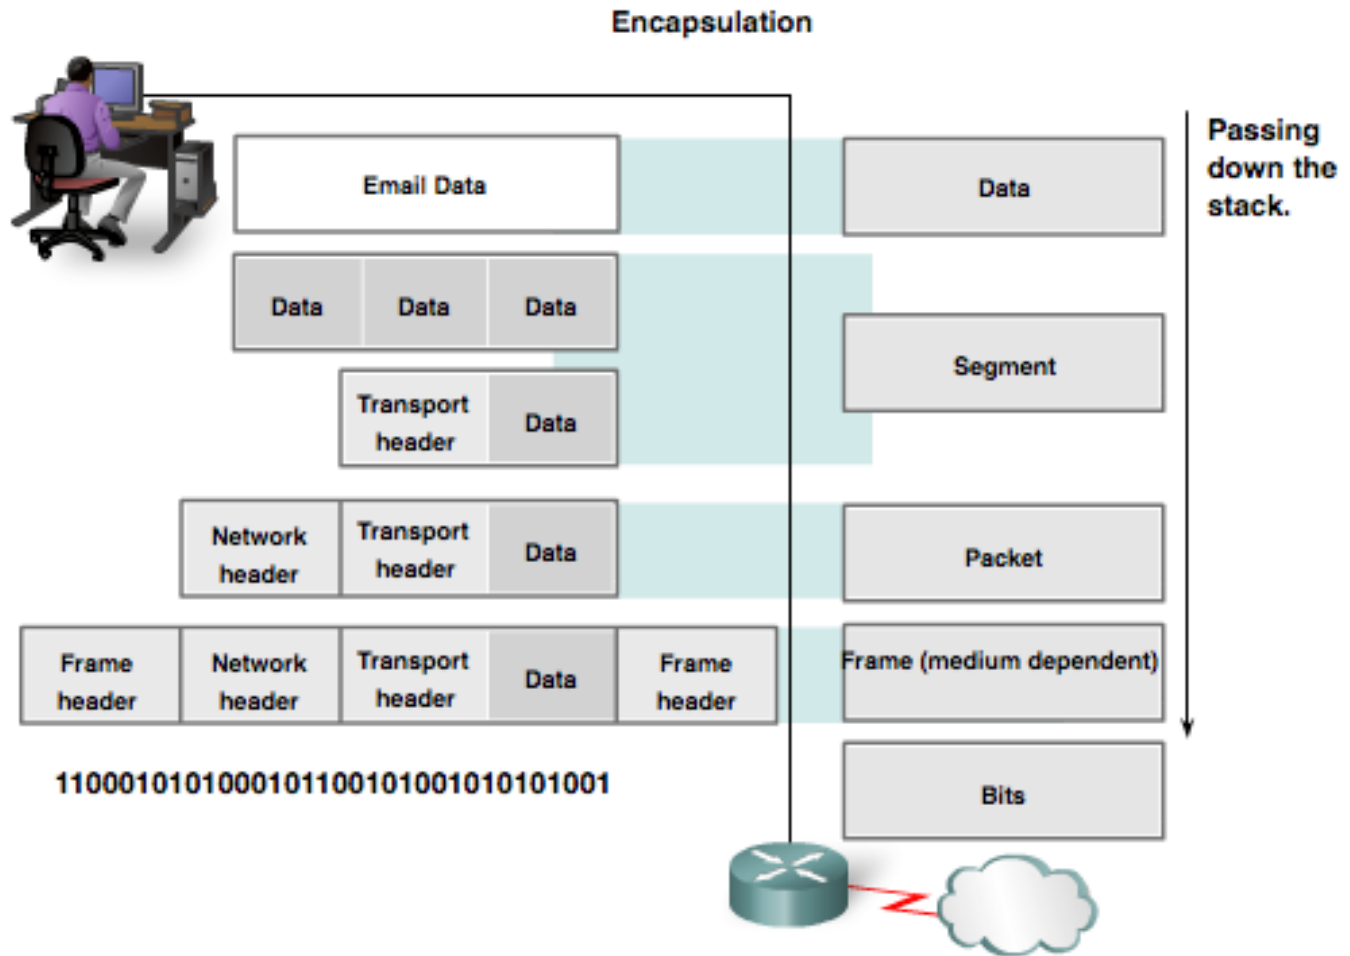 Encapsulation
Passing
down the
stack.
Email Data
Data
Data Data Data
Segment
Transport
header
Data
Network
header
Transport
header
Data
Packet
Frame
header
Network
header
Transport
header
Data
Frame
header
Frame (medium dependent)
1100010101000101100101001010101001
Bits